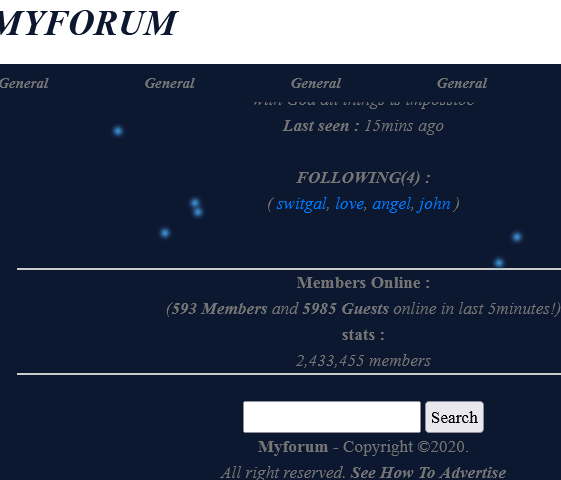 MYFORUM
General General General General
with God all things is impossibe
Last seen : 15mins ago
FOLLOWING(4) :
( switgal, love, angel, john )
Members Online :
(593 Members and 5985 Guests online in last 5minutes!)
stats :
2,433,455 members
Search
Myforum - Copyright ©2020.
All right reserved. See How To Advertise